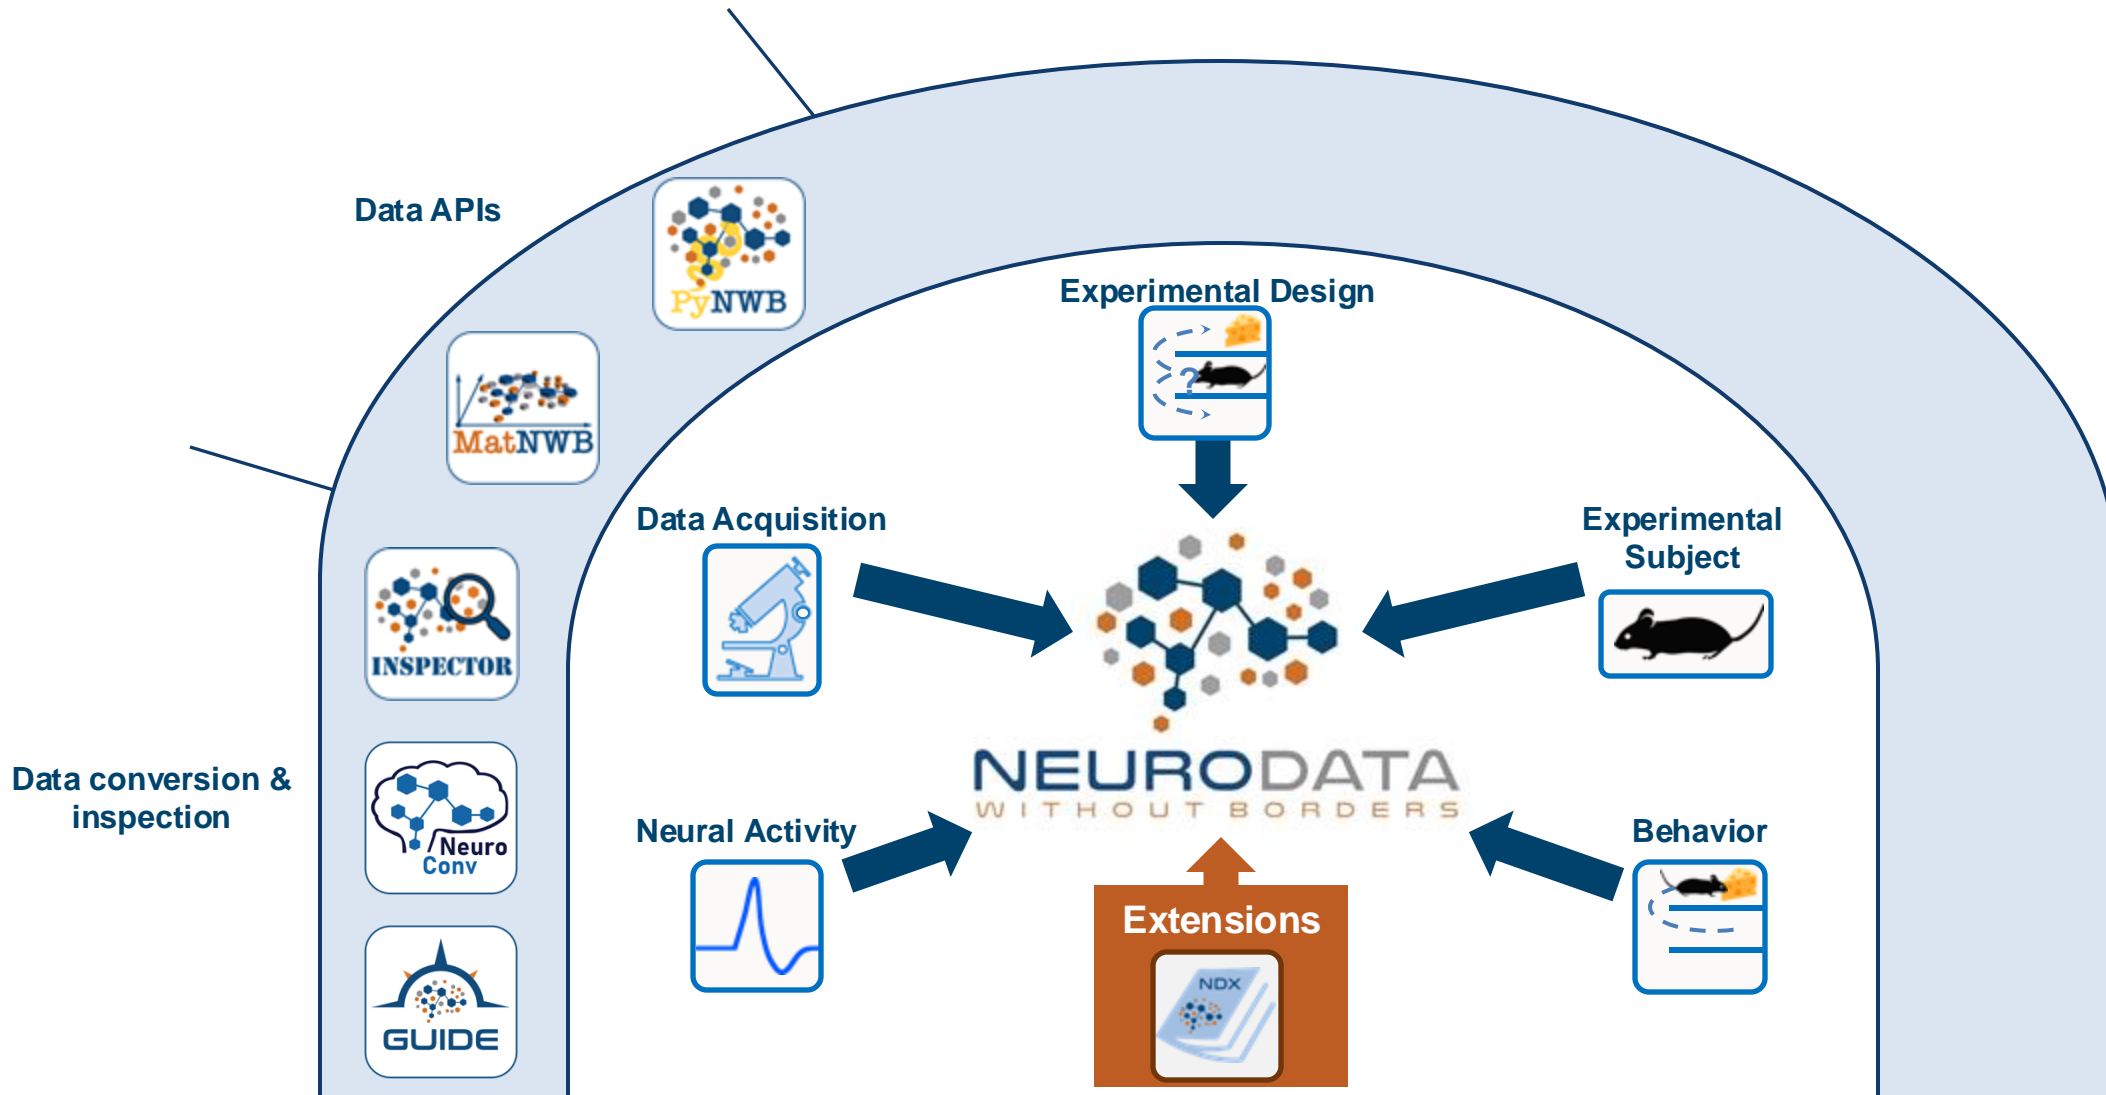 Data APIs
PyNWB
MatNWB
INSPECTOR
Data conversion &
inspection
Neuro
Conv
GUIDE
Experimental Design
?
Data Acquisition
Experimental
Subject
NEURODATA
WITHOUT BORDERS
Neural Activity
Behavior
Extensions
NDX